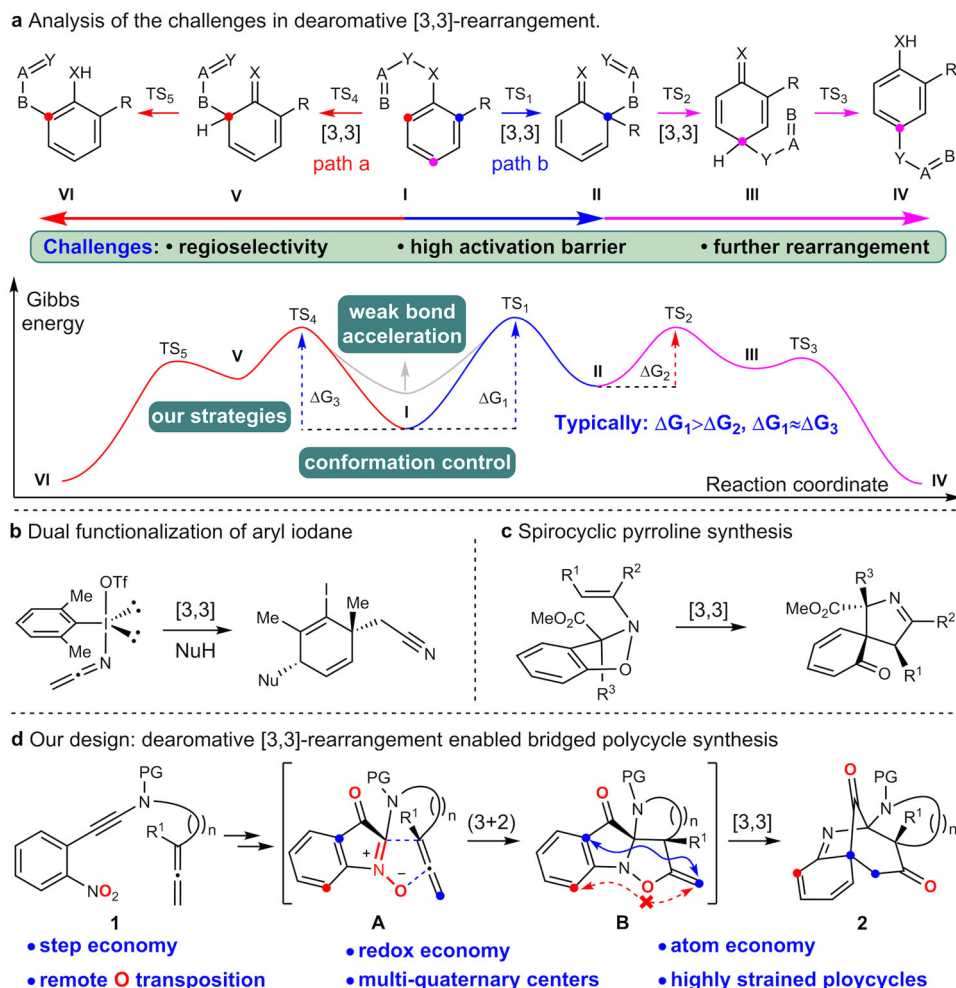 a Analysis of the challenges in dearomative [3,3]-rearrangement.
A Y B XH R TS5 A Y B X R H TS4 [3,3] path a A Y X B R TS1 [3,3] path b X Y A B R TS2 [3,3] X R B A Y H TS3 XH R Y A B
VI V I II III IV
Challenges: • regioselectivity • high activation barrier • further rearrangement
Gibbs energy
TS5 V TS4 weak bond acceleration TS1 TS2 III TS3
our strategies ΔG3 I ΔG1 II ΔG2
Typically: ΔG1>ΔG2, ΔG1≈ΔG3
conformation control
VI Reaction coordinate IV
b Dual functionalization of aryl iodane
OTf Me I Me N
[3,3]
NuH
I Me Me Nu N
c Spirocyclic pyrroline synthesis
R1 R2 MeO2C N O R3
[3,3]
R3 MeO2C N R2 R1 O
d Our design: dearomative [3,3]-rearrangement enabled bridged polycycle synthesis
PG N R1 n NO2
O PG N R1 n + N − O
(3+2)
PG O N n R1 N O
[3,3]
O PG N N R1 n O
1 A B 2
• step economy • redox economy • atom economy
• remote O transposition • multi-quaternary centers • highly strained ploycycles